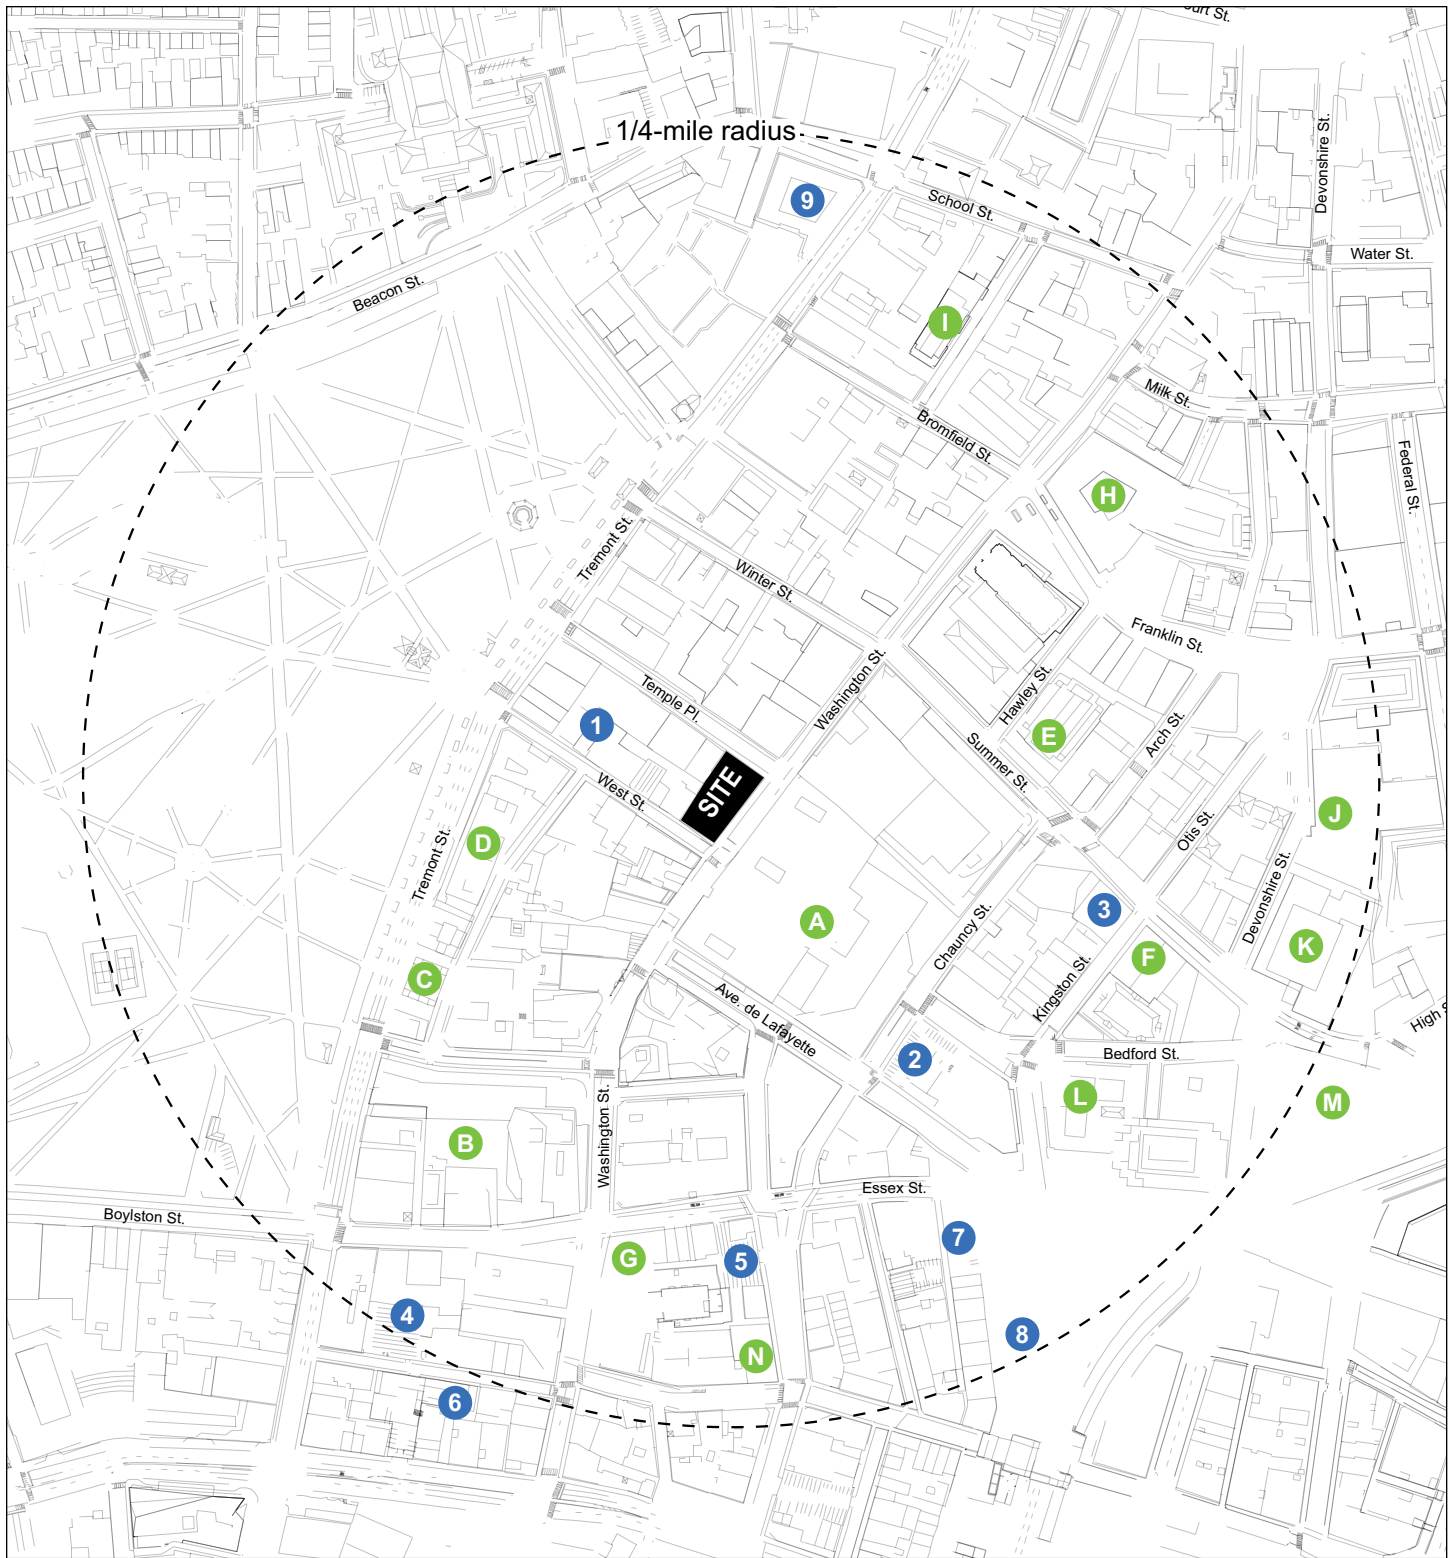 ourt St.
1/4-mile radius
Devonshire St.
9
School St.
Water St.
Beacon St.
I
Milk St.
Bromfield St.
Federal St.
H
Tremont St.
Winter St.
Franklin St.
Washington St.
Hawley St.
Temple Pl.
Arch St.
1
E
Summer St.
SITE
West St.
J
Otis St.
D
Tremont St.
Devonshire St.
3
A
Chauncy St.
K
F
C
Kingston St.
Ave. de Lafayette
High S
2
Bedford St.
L
M
Washington St.
B
Essex St.
Boylston St.
7
G
5
4
8
N
6